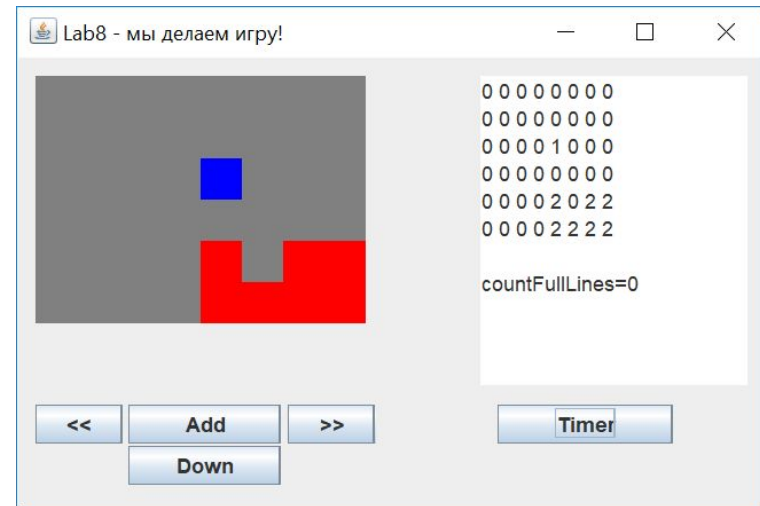 Lab8 - мы делаем игру!
0 0 0 0 0 0 0 0
0 0 0 0 0 0 0 0
0 0 0 0 1 0 0 0
0 0 0 0 0 0 0 0
0 0 0 0 2 0 2 2
0 0 0 0 2 2 2 2
countFullLines=0
<< Add >> Timer
Down